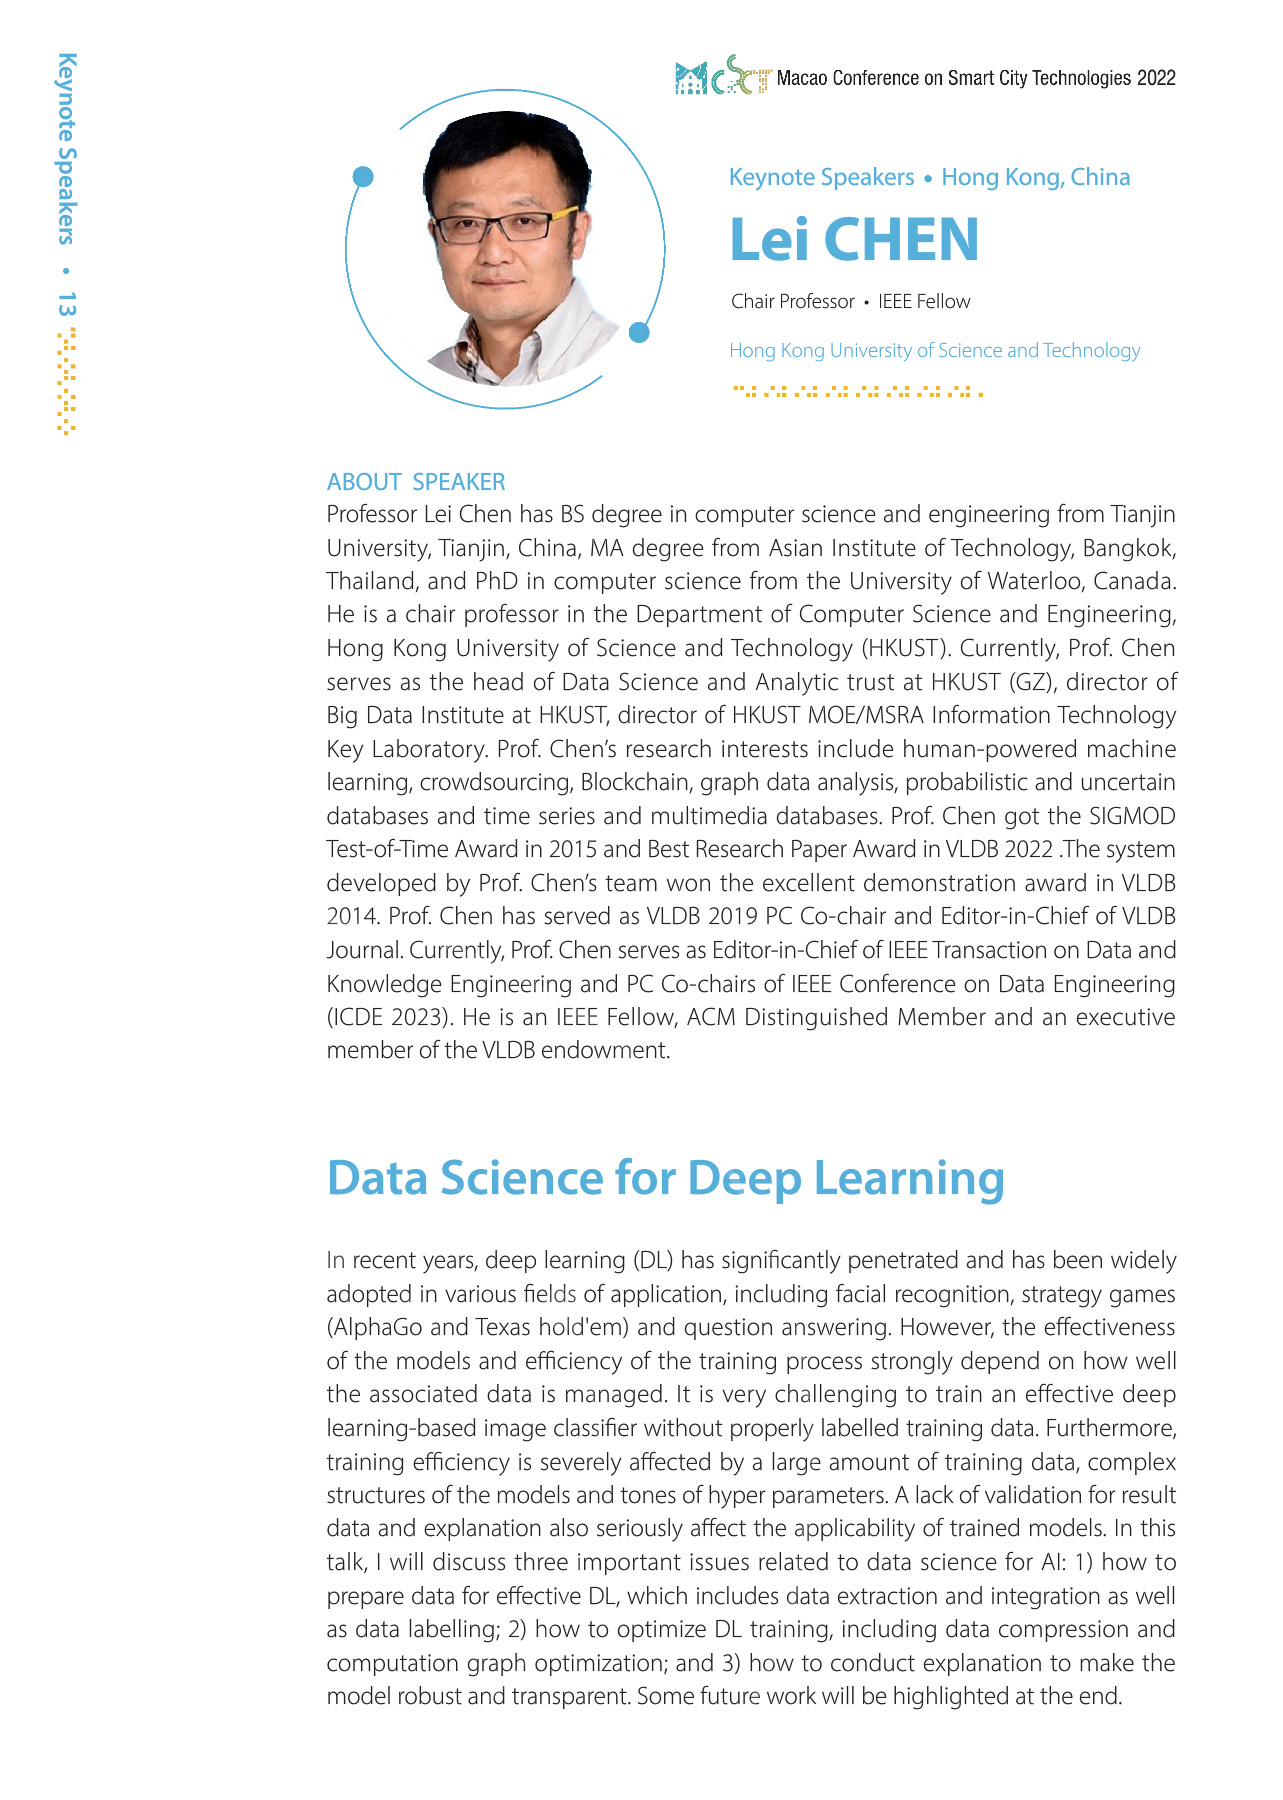 Keynote Speakers • 13
MCSCT Macao Conference on Smart City Technologies 2022
Keynote Speakers • Hong Kong, China
Lei CHEN
Chair Professor • IEEE Fellow
Hong Kong University of Science and Technology
ABOUT SPEAKER
Professor Lei Chen has BS degree in computer science and engineering from Tianjin
University, Tianjin, China, MA degree from Asian Institute of Technology, Bangkok,
Thailand, and PhD in computer science from the University of Waterloo, Canada.
He is a chair professor in the Department of Computer Science and Engineering,
Hong Kong University of Science and Technology (HKUST). Currently, Prof. Chen
serves as the head of Data Science and Analytic trust at HKUST (GZ), director of
Big Data Institute at HKUST, director of HKUST MOE/MSRA Information Technology
Key Laboratory. Prof. Chen’s research interests include human-powered machine
learning, crowdsourcing, Blockchain, graph data analysis, probabilistic and uncertain
databases and time series and multimedia databases. Prof. Chen got the SIGMOD
Test-of-Time Award in 2015 and Best Research Paper Award in VLDB 2022 .The system
developed by Prof. Chen’s team won the excellent demonstration award in VLDB
2014. Prof. Chen has served as VLDB 2019 PC Co-chair and Editor-in-Chief of VLDB
Journal. Currently, Prof. Chen serves as Editor-in-Chief of IEEE Transaction on Data and
Knowledge Engineering and PC Co-chairs of IEEE Conference on Data Engineering
(ICDE 2023). He is an IEEE Fellow, ACM Distinguished Member and an executive
member of the VLDB endowment.
Data Science for Deep Learning
In recent years, deep learning (DL) has significantly penetrated and has been widely
adopted in various fields of application, including facial recognition, strategy games
(AlphaGo and Texas hold'em) and question answering. However, the effectiveness
of the models and efficiency of the training process strongly depend on how well
the associated data is managed. It is very challenging to train an effective deep
learning-based image classifier without properly labelled training data. Furthermore,
training efficiency is severely affected by a large amount of training data, complex
structures of the models and tones of hyper parameters. A lack of validation for result
data and explanation also seriously affect the applicability of trained models. In this
talk, I will discuss three important issues related to data science for AI: 1) how to
prepare data for effective DL, which includes data extraction and integration as well
as data labelling; 2) how to optimize DL training, including data compression and
computation graph optimization; and 3) how to conduct explanation to make the
model robust and transparent. Some future work will be highlighted at the end.